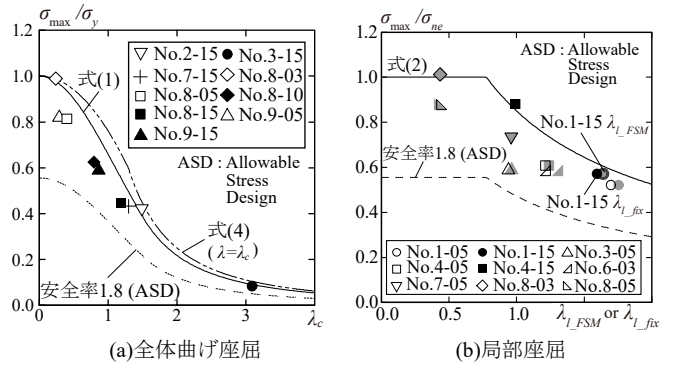 σmax /σy
1.2
1.0
0.8
0.6
0.4
0.2
0.0
0
1
2
3
4
λc
式(1)
No.2-15
No.3-15
No.7-15
No.8-03
No.8-05
No.8-10
No.8-15
No.9-05
No.9-15
ASD : Allowable
Stress
Design
式(4)
(λ=λc)
安全率1.8 (ASD)
(a)全体曲げ座屈
σmax/σne
1.2
1.0
0.8
0.6
0.4
0.2
0.0
0.0
0.5
1.0
λl_FSM or λl_fix
式(2)
ASD : Allowable
Stress
Design
No.1-15 λl_FSM
安全率1.8 (ASD)
No.1-15
λl_fix
No.1-05
No.1-15
No.3-05
No.4-05
No.4-15
No.6-03
No.7-05
No.8-03
No.8-05
(b)局部座屈